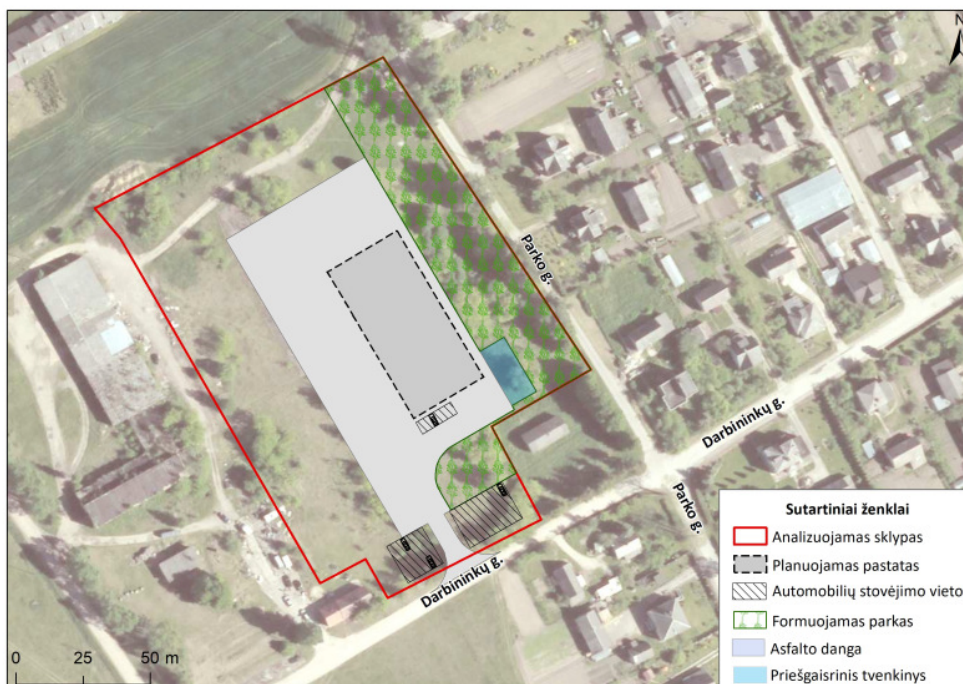 N
Parko g.
Darbininkų g.
Parko g.
Darbininkų g.
0 25 50 m
Sutartiniai ženklai
Analizuojamas sklypas
Planuojamas pastatas
Automobilių stovėjimo vieto
Formuojamas parkas
Asfalto danga
Priešgaisrinis tvenkinys